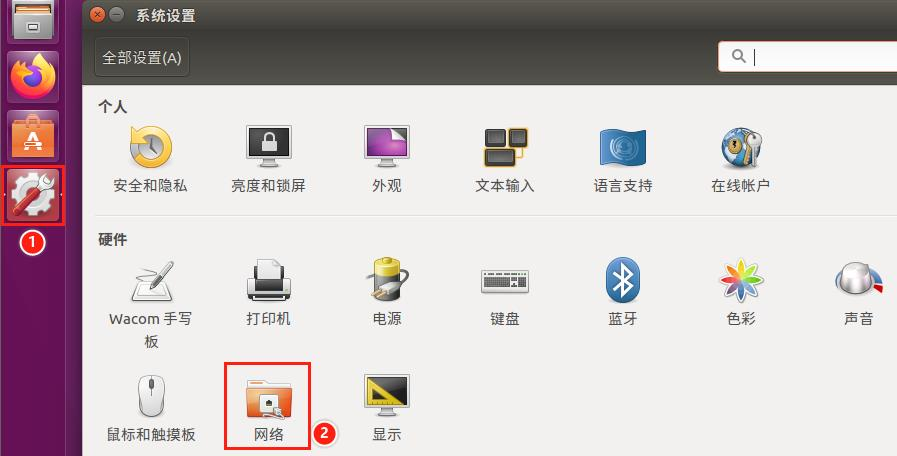 系统设置
全部设置(A)
个人
安全和隐私
亮度和锁屏
外观
文本输入
语言支持
在线帐户
1
硬件
Wacom 手写
板
打印机
电源
键盘
蓝牙
色彩
声音
鼠标和触摸板
网络
2
显示